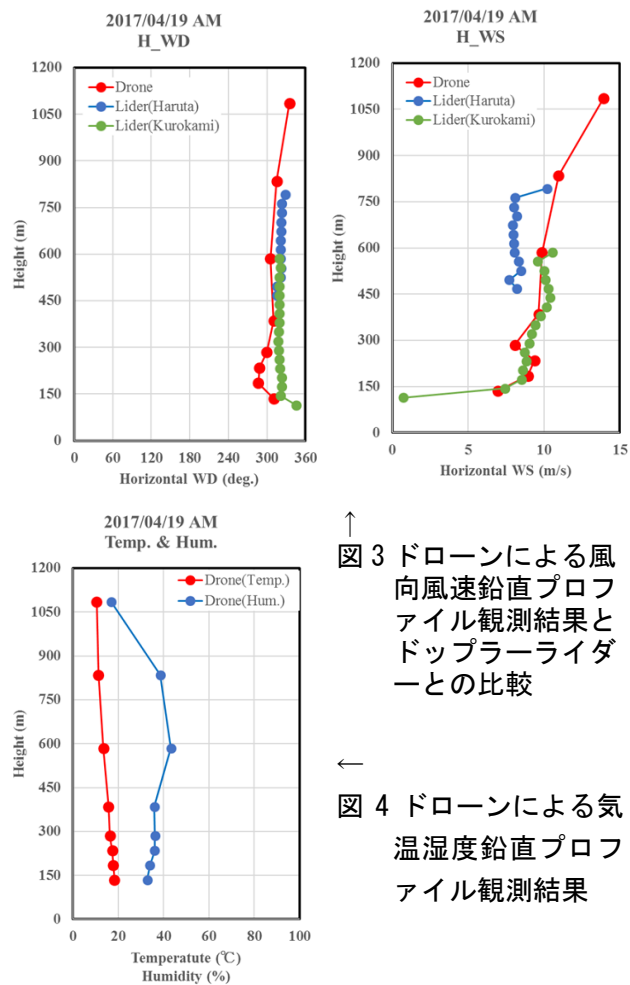 2017/04/19 AM
H_WD
1200
1050
900
750
600
450
300
150
0
Height (m)
Drone
Lider(Haruta)
Lider(Kurokami)
0 60 120 180 240 300 360
Horizontal WD (deg.)
2017/04/19 AM
H_WS
1200
1050
900
750
600
450
300
150
0
Height (m)
Drone
Lider(Haruta)
Lider(Kurokami)
0 5 10 15
Horizontal WS (m/s)
2017/04/19 AM
Temp. & Hum.
1200
1050
900
750
600
450
300
150
0
Height (m)
Drone(Temp.)
Drone(Hum.)
0 20 40 60 80 100
Temperatute (℃)
Humidity (%)
↑
図 3 ドローンによる風
向風速鉛直プロフ
ァイル観測結果と
ドップラーライダ
ーとの比較
←
図 4 ドローンによる気
温湿度鉛直プロフ
ァイル観測結果